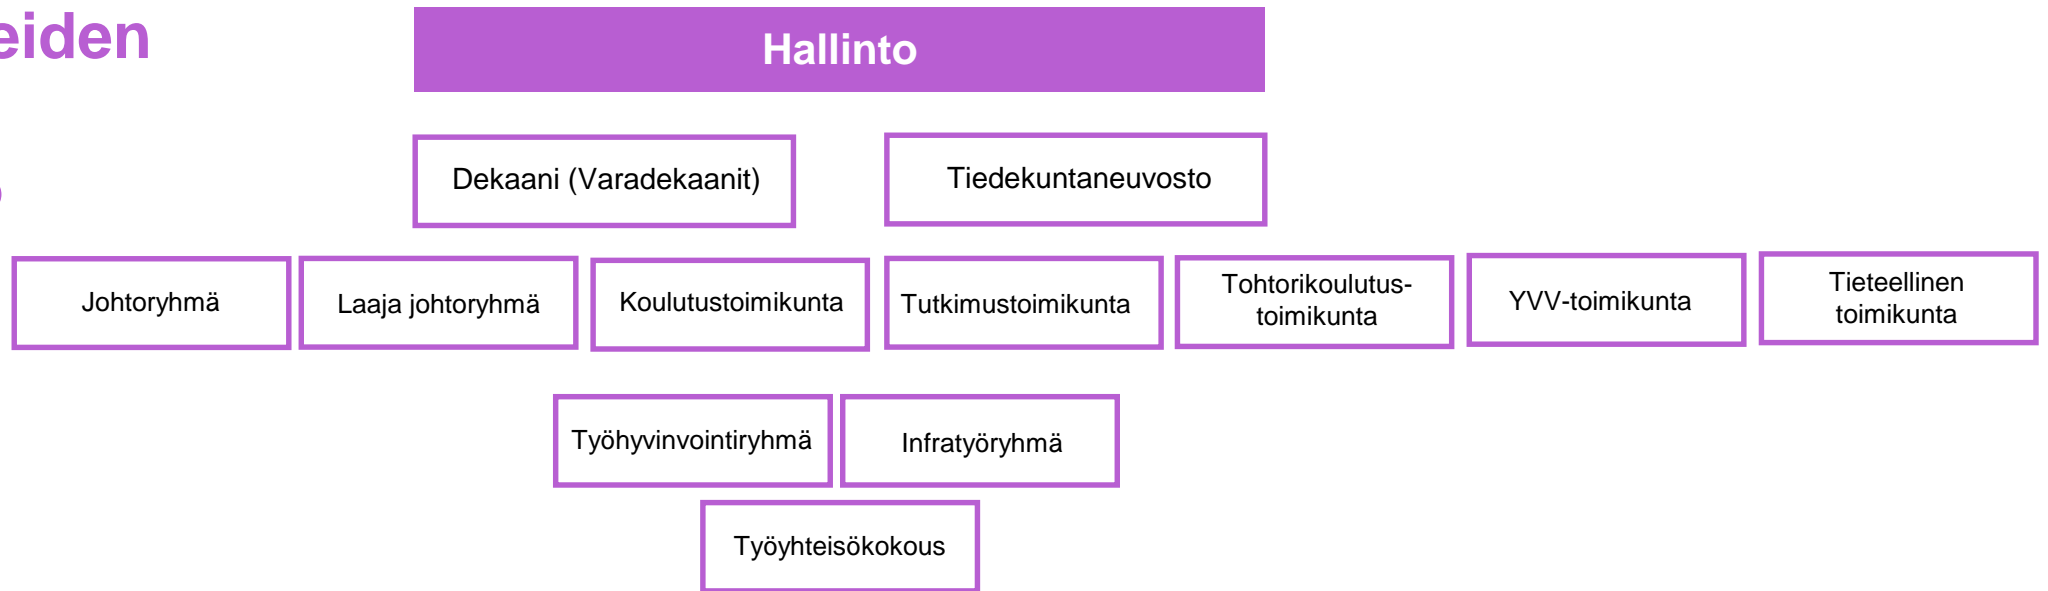 eiden
Hallinto
Dekaani (Varadekaanit)
Tiedekuntaneuvosto
Johtoryhmä
Laaja johtoryhmä
Koulutustoimikunta
Tutkimustoimikunta
Tohtorikoulutus-
toimikunta
YVV-toimikunta
Tieteellinen
toimikunta
Työhyvinvointiryhmä
Infratyöryhmä
Työyhteisökokous